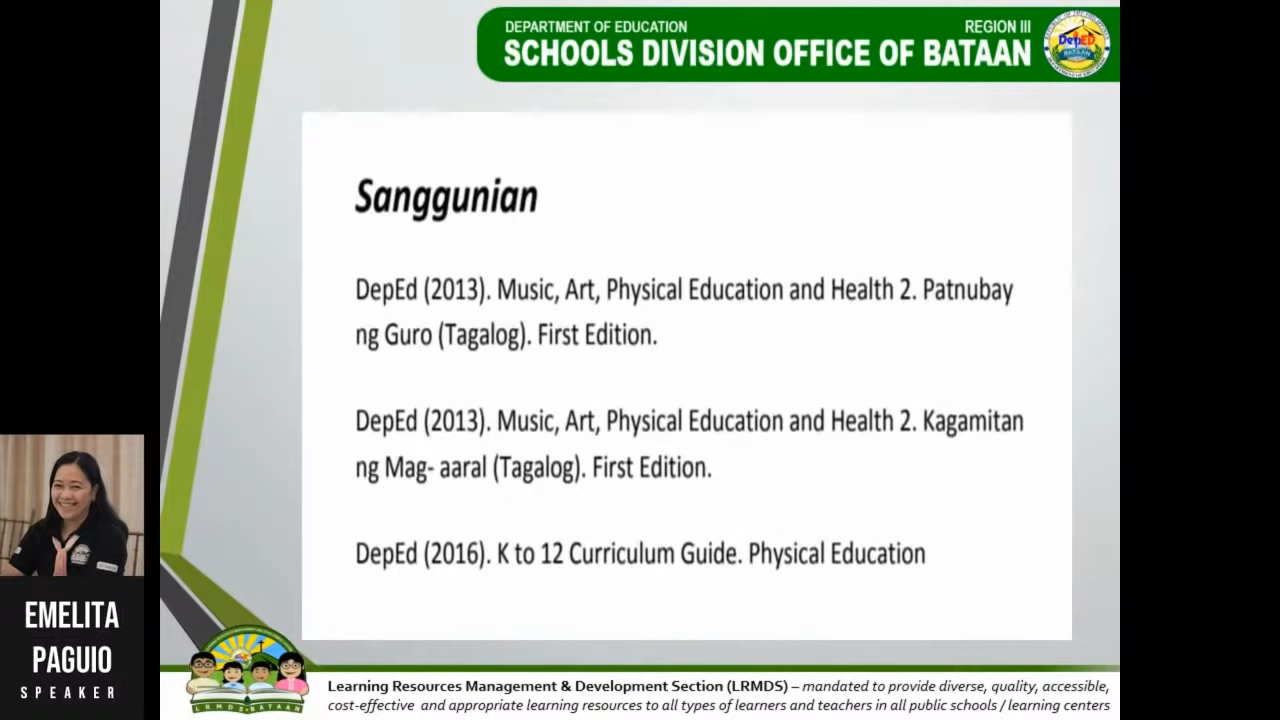 DEPARTMENT OF EDUCATION
REGION III
SCHOOLS DIVISION OFFICE OF BATAAN
DepED
BATAAN
Sanggunian
DepEd (2013). Music, Art, Physical Education and Health 2. Patnubay
ng Guro (Tagalog). First Edition.
DepEd (2013). Music, Art, Physical Education and Health 2. Kagamitan
ng Mag- aaral (Tagalog). First Edition.
DepEd (2016). K to 12 Curriculum Guide. Physical Education
EMELITA
PAGUIO
SPEAKER
LRMDS BATAAN
Learning Resources Management & Development Section (LRMDS) – mandated to provide diverse, quality, accessible,
cost-effective and appropriate learning resources to all types of learners and teachers in all public schools / learning centers